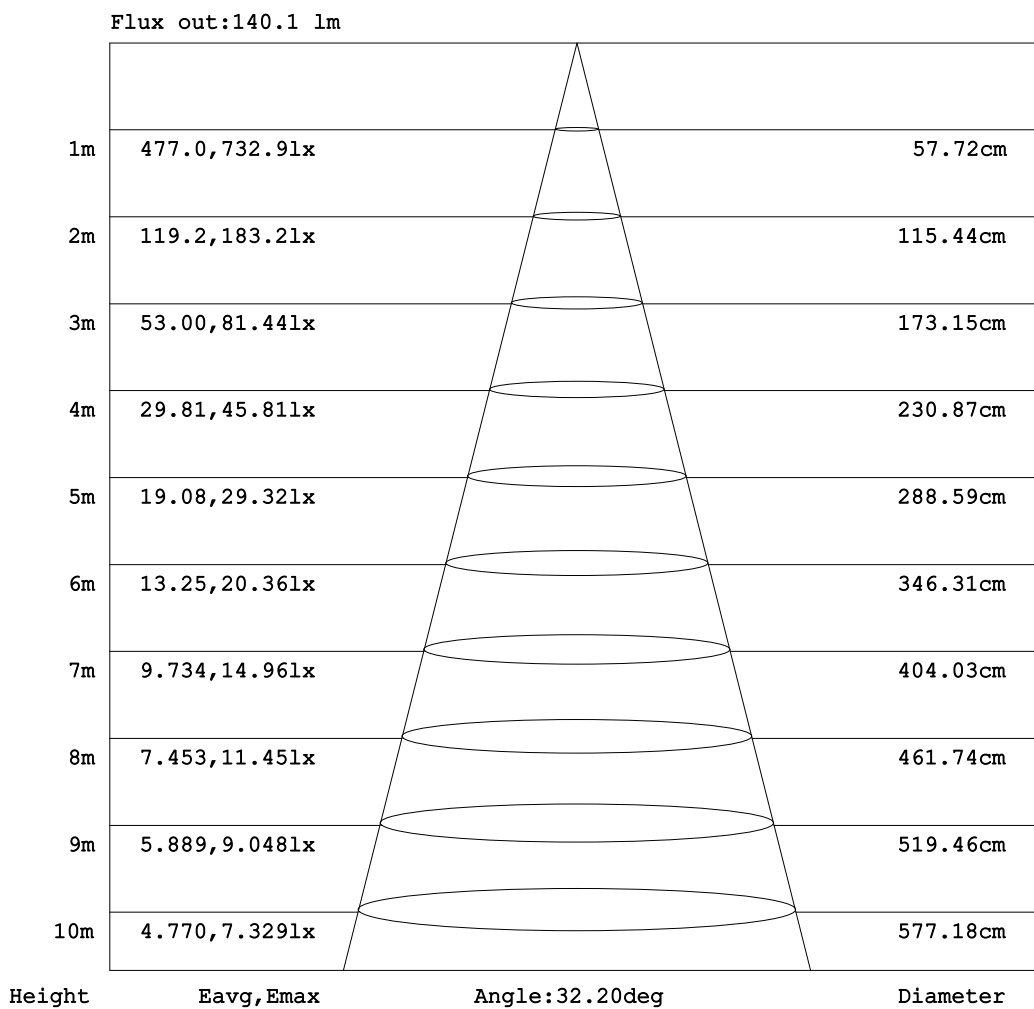 Flux out:140.1 lm
1m 477.0,732.9lx 57.72cm
2m 119.2,183.2lx 115.44cm
3m 53.00,81.44lx 173.15cm
4m 29.81,45.81lx 230.87cm
5m 19.08,29.32lx 288.59cm
6m 13.25,20.36lx 346.31cm
7m 9.734,14.96lx 404.03cm
8m 7.453,11.45lx 461.74cm
9m 5.889,9.048lx 519.46cm
10m 4.770,7.329lx 577.18cm
Height Eavg,Emax Angle:32.20deg Diameter